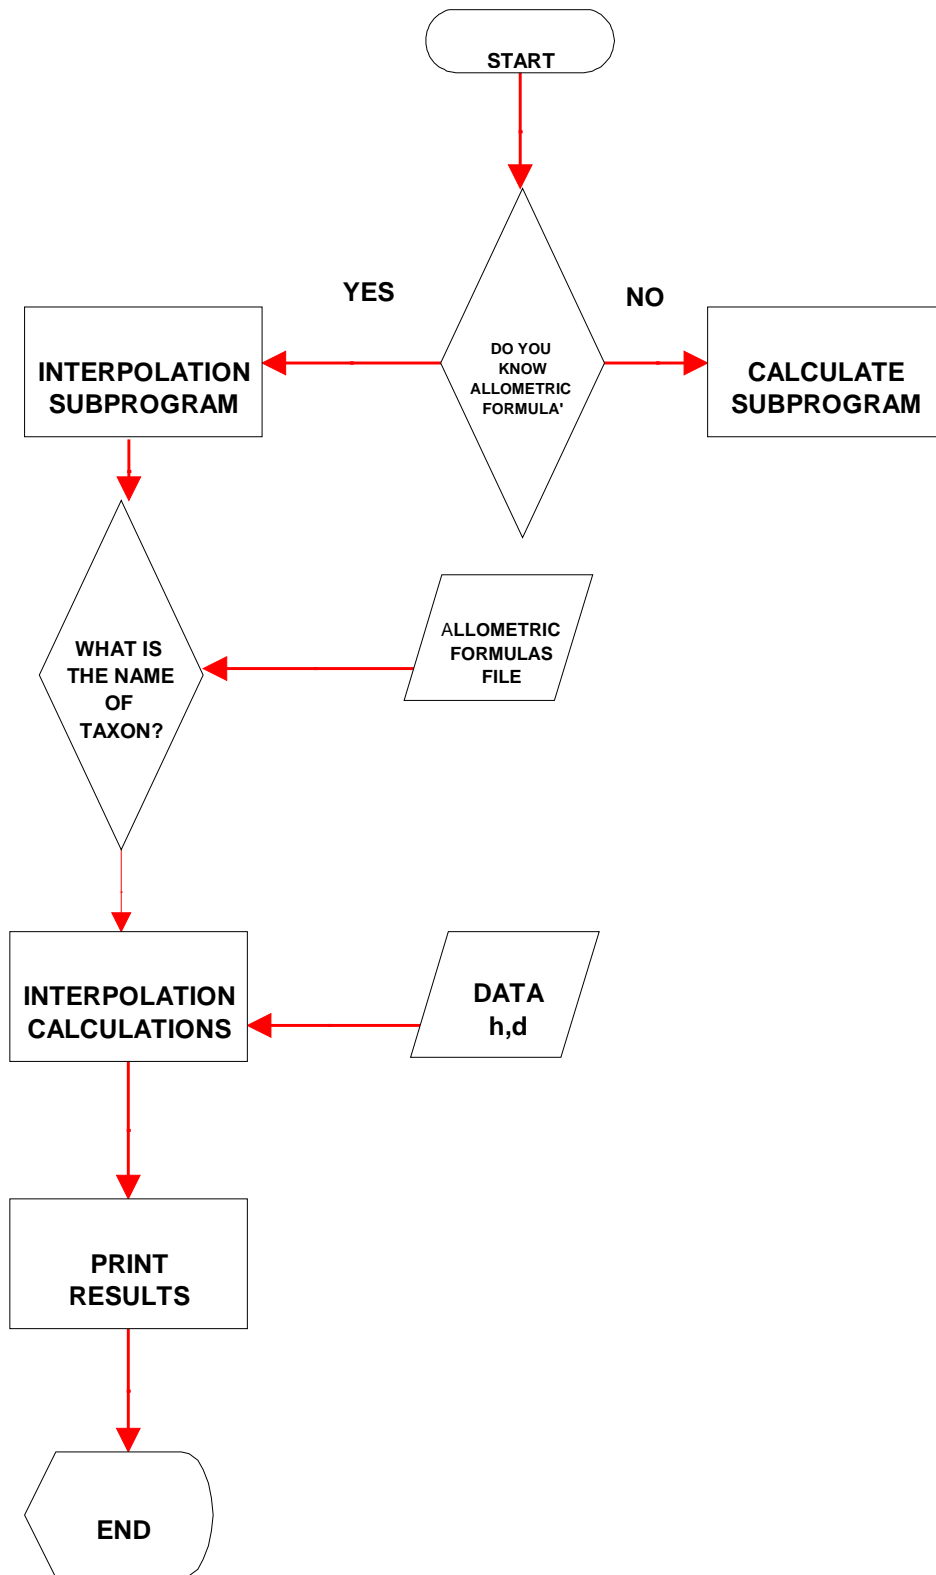 START
YES
NO
DO YOU
KNOW
ALLOMETRIC
FORMULA'
INTERPOLATION
SUBPROGRAM
CALCULATE
SUBPROGRAM
WHAT IS
THE NAME
OF
TAXON?
ALLOMETRIC
FORMULAS
FILE
INTERPOLATION
CALCULATIONS
DATA
h,d
PRINT
RESULTS
END